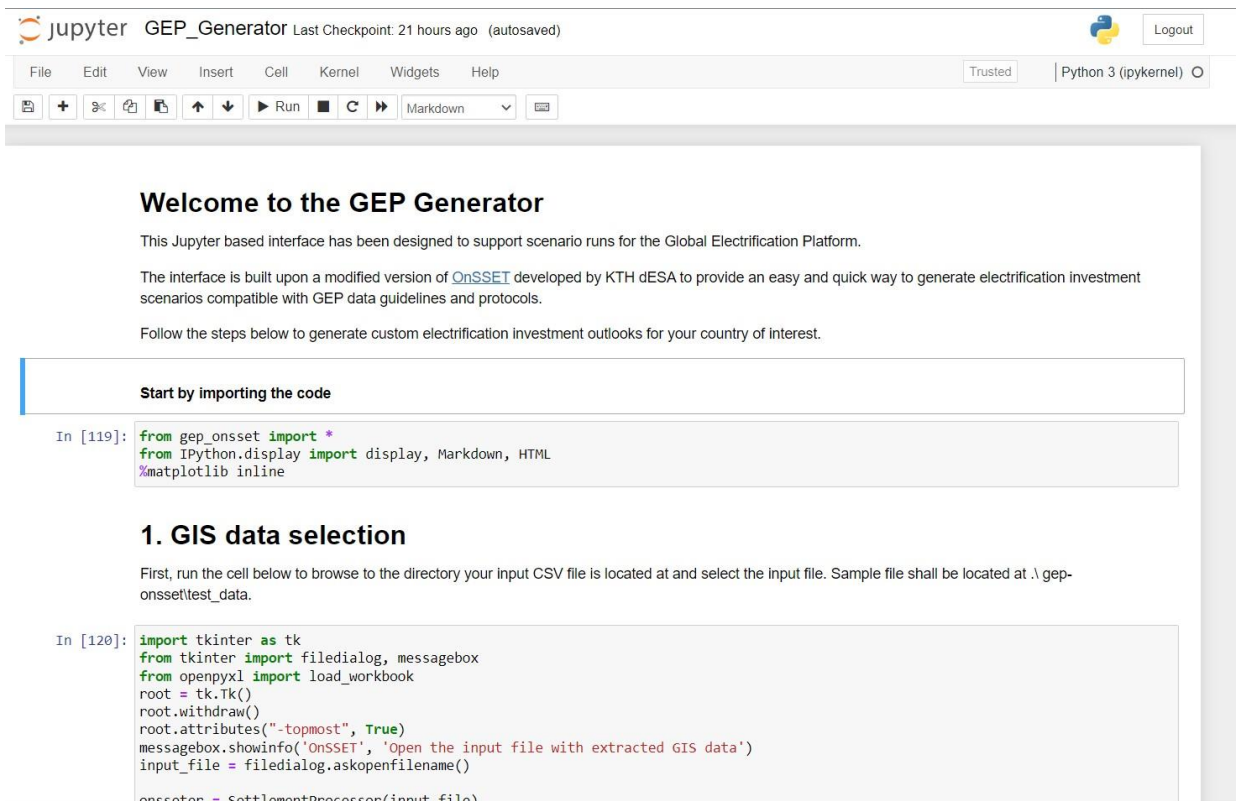 jupyter GEP_Generator Last Checkpoint: 21 hours ago (autosaved)
Logout
File Edit View Insert Cell Kernel Widgets Help
Trusted
Python 3 (ipykernel)
Run
Markdown
Welcome to the GEP Generator
This Jupyter based interface has been designed to support scenario runs for the Global Electrification Platform.
The interface is built upon a modified version of OnSSET developed by KTH dESA to provide an easy and quick way to generate electrification investment
scenarios compatible with GEP data guidelines and protocols.
Follow the steps below to generate custom electrification investment outlooks for your country of interest.
Start by importing the code
In [119]: from gep_onsset import *
from IPython.display import display, Markdown, HTML
%matplotlib inline
1. GIS data selection
First, run the cell below to browse to the directory your input CSV file is located at and select the input file. Sample file shall be located at .\ gep-
onsset\test_data.
In [120]: import tkinter as tk
from tkinter import filedialog, messagebox
from openpyxl import load_workbook
root = tk.Tk()
root.withdraw()
root.attributes("-topmost", True)
messagebox.showinfo('OnSSET', 'Open the input file with extracted GIS data')
input_file = filedialog.askopenfilename()
onsseter = SettlementProcessor(input_file)